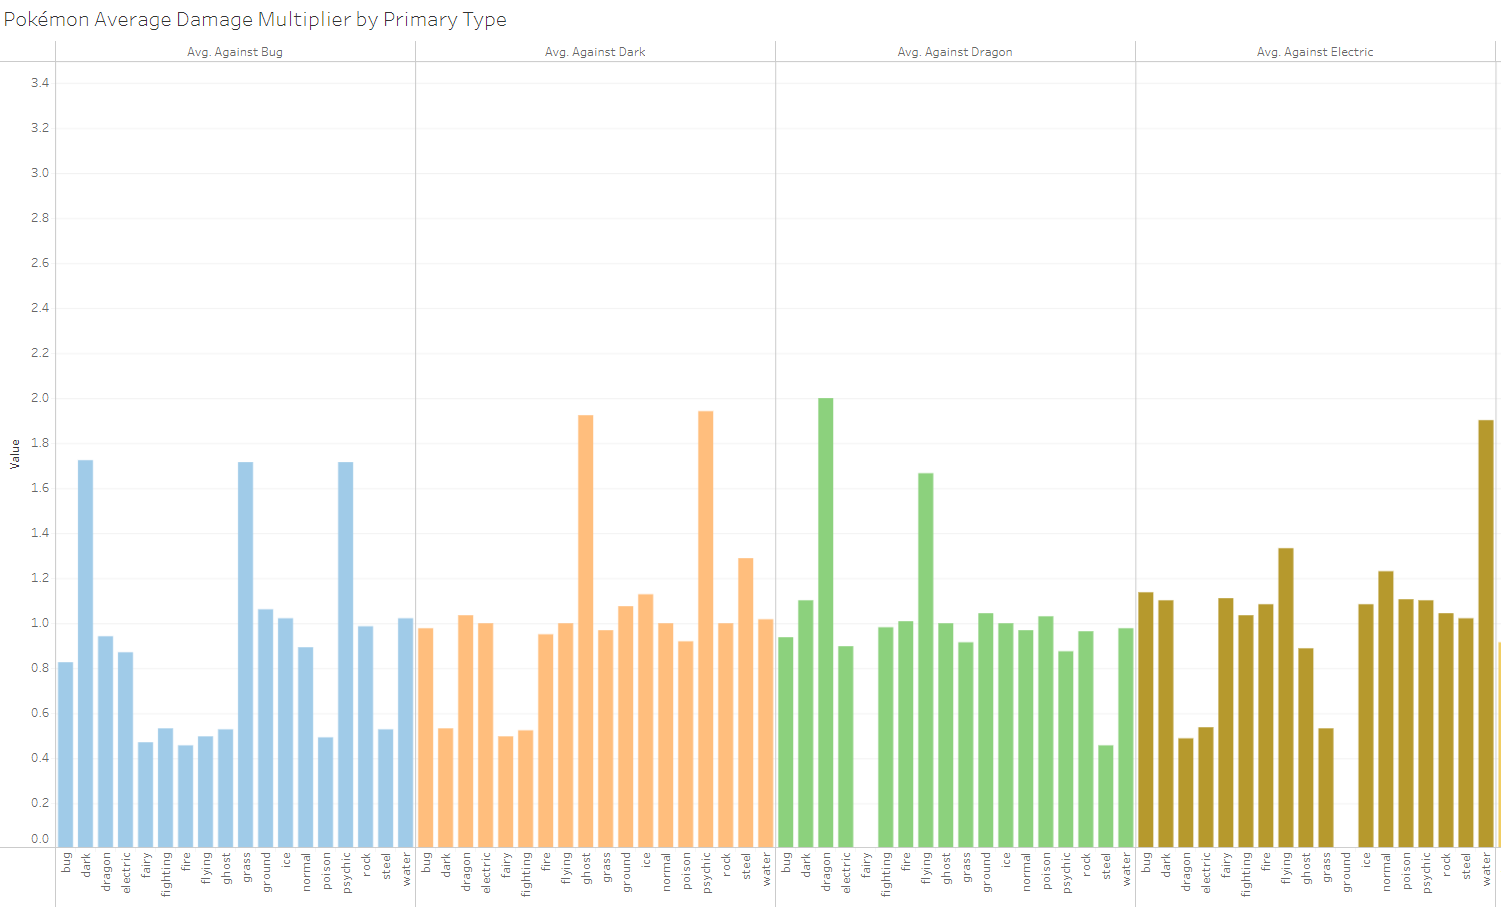 Pokémon Average Damage Multiplier by Primary Type
Avg. Against Bug
Avg. Against Dark
Avg. Against Dragon
Avg. Against Electric
3.4
3.2
3.0
2.8
2.6
2.4
2.2
2.0
1.8
1.6
1.4
1.2
1.0
0.8
0.6
0.4
0.2
0.0
Value
bug
dark
dragon
electric
fairy
fighting
fire
flying
ghost
grass
ground
ice
normal
poison
psychic
rock
steel
water
bug
dark
dragon
electric
fairy
fighting
fire
flying
ghost
grass
ground
ice
normal
poison
psychic
rock
steel
water
bug
dark
dragon
electric
fairy
fighting
fire
flying
ghost
grass
ground
ice
normal
poison
psychic
rock
steel
water
bug
dark
dragon
electric
fairy
fighting
fire
flying
ghost
grass
ground
ice
normal
poison
psychic
rock
steel
water